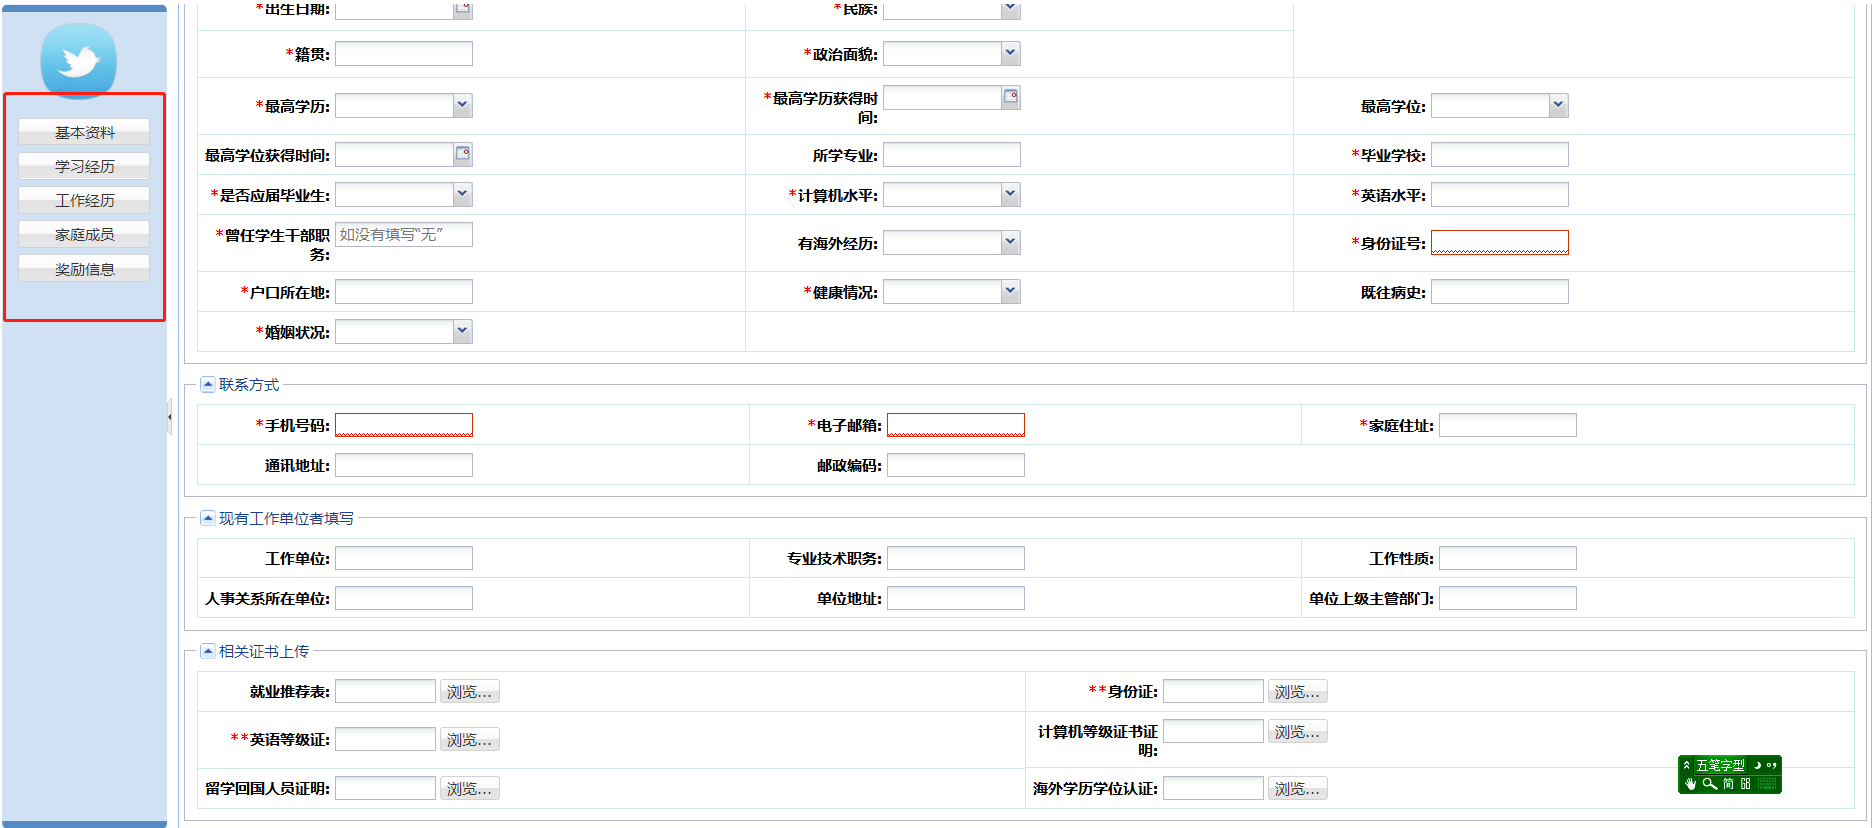 *出生日期:
*民族:
*籍贯:
*政治面貌:
*最高学历:
*最高学历获得时
间:
最高学位:
最高学位获得时间:
所学专业:
*毕业学校:
*是否应届毕业生:
*计算机水平:
*英语水平:
*曾任学生干部职
务:
如没有填写“无”
有海外经历:
*身份证号:
*户口所在地:
*健康情况:
既往病史:
*婚姻状况:
基本资料
学习经历
工作经历
家庭成员
奖励信息
联系方式
*手机号码:
*电子邮箱:
*家庭住址:
通讯地址:
邮政编码:
现有工作单位者填写
工作单位:
专业技术职务:
工作性质:
人事关系所在单位:
单位地址:
单位上级主管部门:
相关证书上传
就业推荐表:
浏览...
**身份证:
浏览...
**英语等级证:
浏览...
计算机等级证书证
明:
浏览...
留学回国人员证明:
浏览...
海外学历学位认证:
浏览...
五笔字型
简